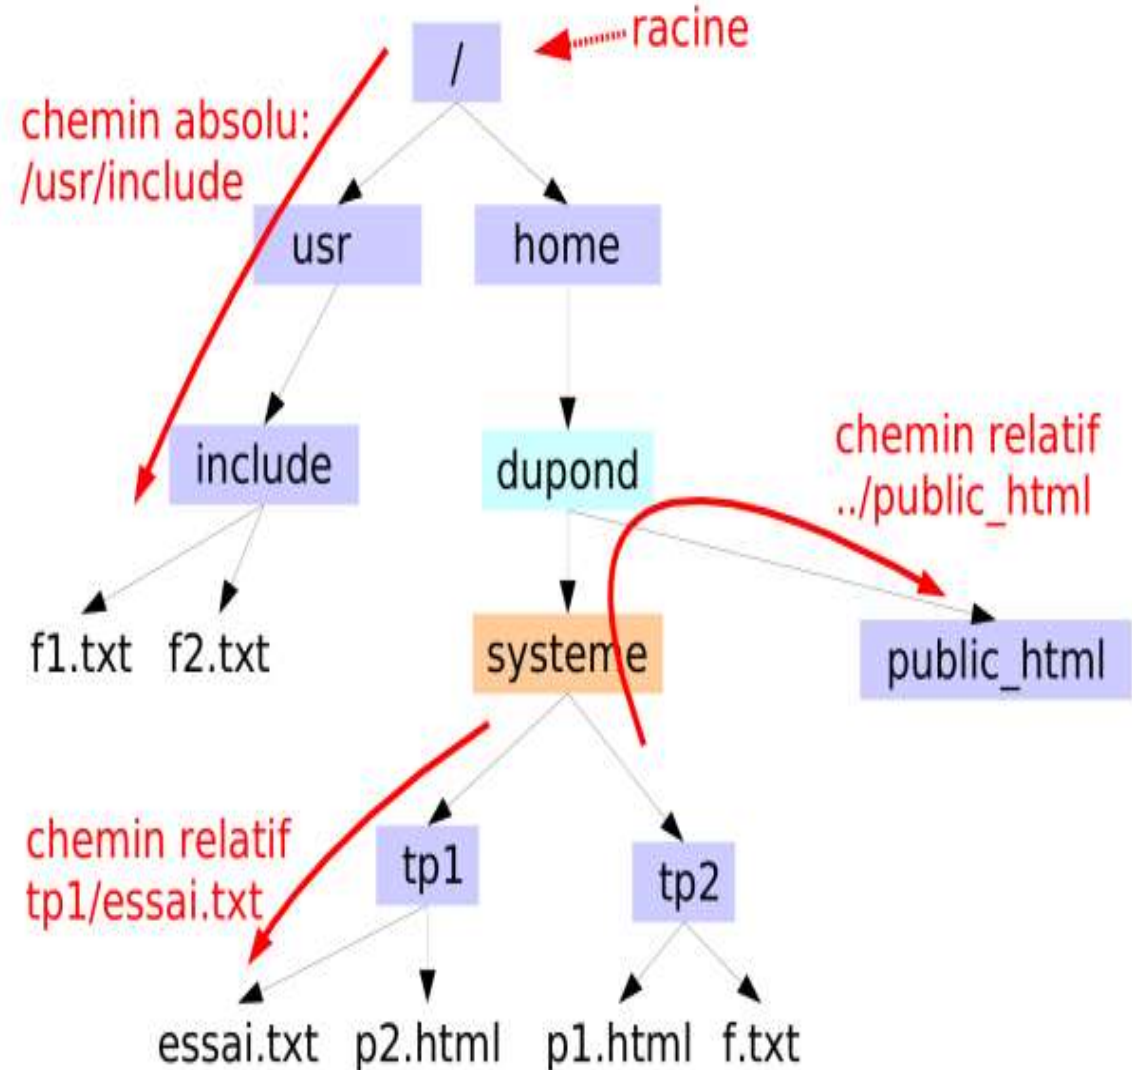 /
racine
chemin absolu:
/usr/include
usr
home
include
dupond
chemin relatif
../public_html
f1.txt
f2.txt
systeme
public_html
chemin relatif
tp1/essai.txt
tp1
tp2
essai.txt
p2.html
p1.html
f.txt